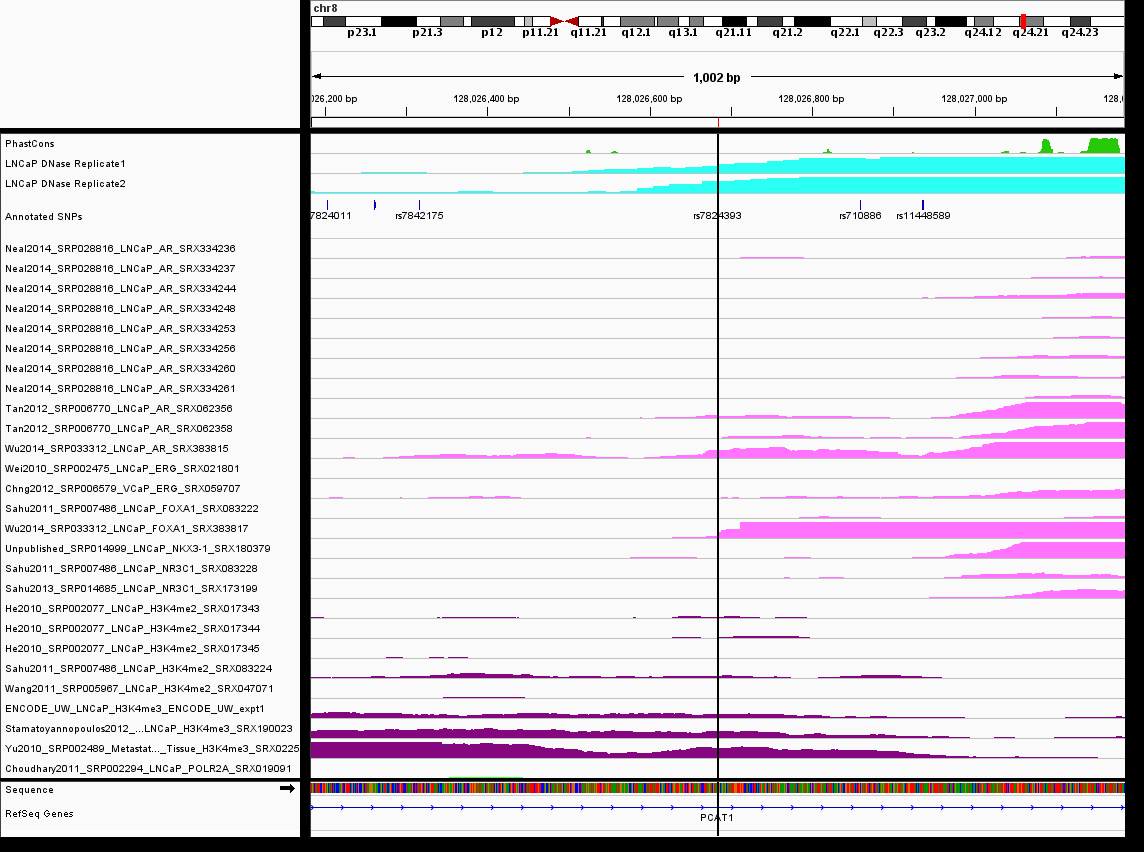 chr8
p23.1 p21.3 p12 p11.21 q11.21 q12.1 q13.1 q21.11 q21.2 q22.1 q22.3 q23.2 q24.12 q24.21 q24.23
1,002 bp
026,200 bp 128,026,400 bp 128,026,600 bp 128,026,800 bp 128,027,000 bp 128,0
PhastCons
LNCaP DNase Replicate1
LNCaP DNase Replicate2
Annotated SNPs 7824011 rs7842175 rs7824393 rs710886 rs11448589
Neal2014_SRP028816_LNCaP_AR_SRX334236
Neal2014_SRP028816_LNCaP_AR_SRX334237
Neal2014_SRP028816_LNCaP_AR_SRX334244
Neal2014_SRP028816_LNCaP_AR_SRX334248
Neal2014_SRP028816_LNCaP_AR_SRX334253
Neal2014_SRP028816_LNCaP_AR_SRX334256
Neal2014_SRP028816_LNCaP_AR_SRX334260
Neal2014_SRP028816_LNCaP_AR_SRX334261
Tan2012_SRP006770_LNCaP_AR_SRX062356
Tan2012_SRP006770_LNCaP_AR_SRX062358
Wu2014_SRP033312_LNCaP_AR_SRX383815
Wei2010_SRP002475_LNCaP_ERG_SRX021801
Chng2012_SRP006579_VCaP_ERG_SRX059707
Sahu2011_SRP007486_LNCaP_FOXA1_SRX083222
Wu2014_SRP033312_LNCaP_FOXA1_SRX383817
Unpublished_SRP014999_LNCaP_NKX3-1_SRX180379
Sahu2011_SRP007486_LNCaP_NR3C1_SRX083228
Sahu2013_SRP014685_LNCaP_NR3C1_SRX173199
He2010_SRP002077_LNCaP_H3K4me2_SRX017343
He2010_SRP002077_LNCaP_H3K4me2_SRX017344
He2010_SRP002077_LNCaP_H3K4me2_SRX017345
Sahu2011_SRP007486_LNCaP_H3K4me2_SRX083224
Wang2011_SRP005967_LNCaP_H3K4me2_SRX047071
ENCODE_UW_LNCaP_H3K4me3_ENCODE_UW_expt1
Stamatoyannopoulos2012_..._LNCaP_H3K4me3_SRX190023
Yu2010_SRP002489_Metastat..._Tissue_H3K4me3_SRX0225
Choudhary2011_SRP002294_LNCaP_POLR2A_SRX019091
Sequence
RefSeq Genes
PCAT1